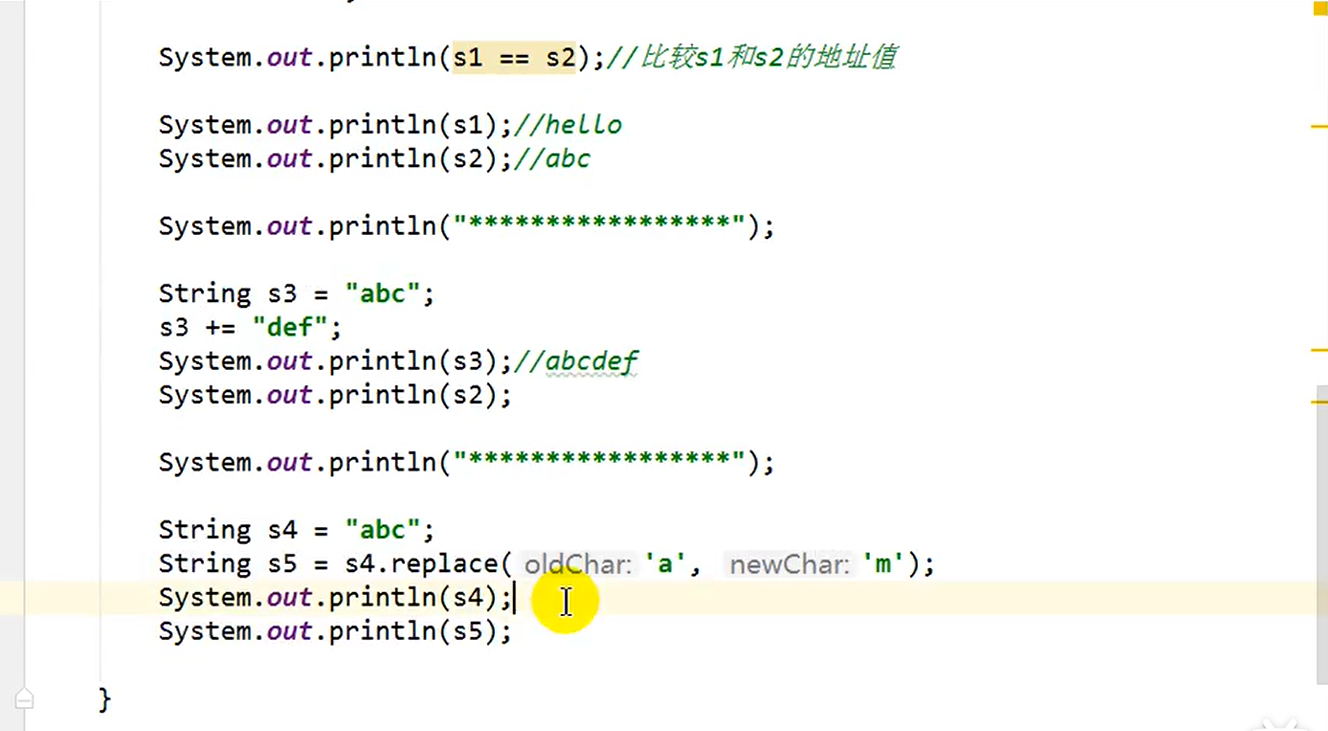 System.out.println(s1 == s2);//比较s1和s2的地址值
System.out.println(s1);//hello
System.out.println(s2);//abc
System.out.println("*****************");
String s3 = "abc";
s3 += "def";
System.out.println(s3);//abcdef
System.out.println(s2);
System.out.println("*****************");
String s4 = "abc";
String s5 = s4.replace( oldChar: 'a', newChar: 'm');
System.out.println(s4);
System.out.println(s5);
}